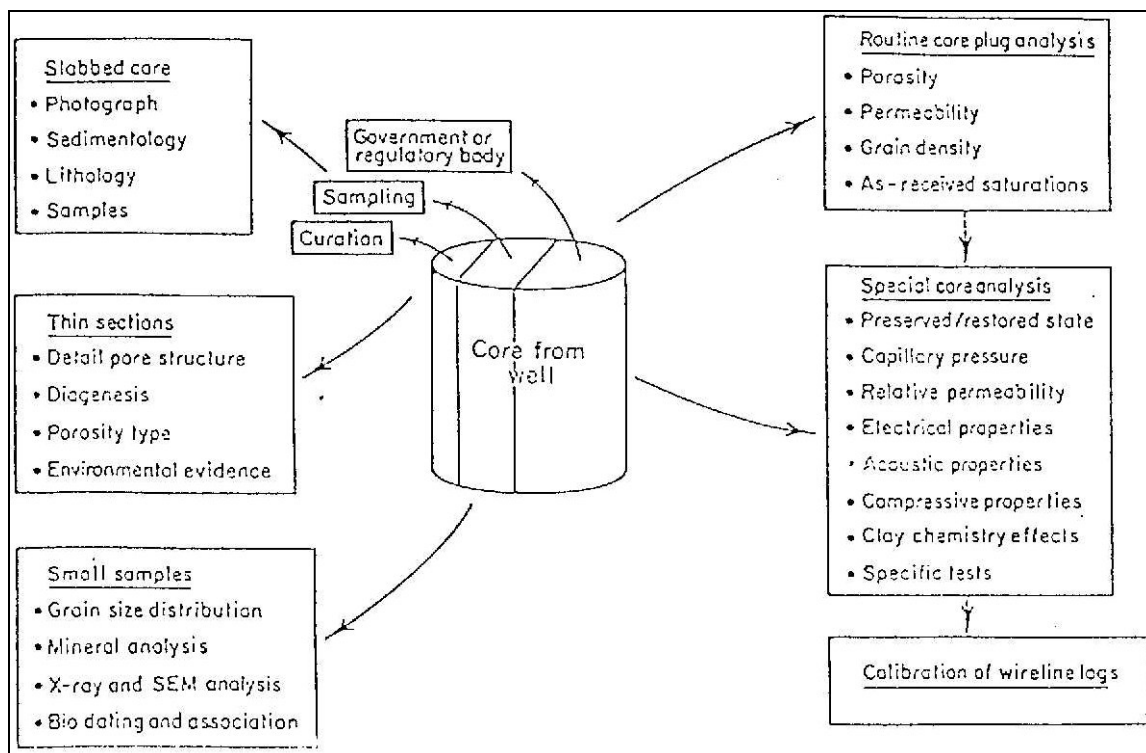 Slabbed core
• Photograph
• Sedimentology
• Lithology
• Samples
Government or
regulatory body
Sampling
Curation
Core from
well
Thin sections
• Detail pore structure
• Diagenesis
• Porosity type
• Environmental evidence
Small samples
• Grain size distribution
• Mineral analysis
• X-ray and SEM analysis
• Bio dating and association
Routine core plug analysis
• Porosity
• Permeability
• Grain density
• As-received saturations
Special core analysis
• Preserved/restored state
• Capillary pressure
• Relative permeability
• Electrical properties
• Acoustic properties
• Compressive properties
• Clay chemistry effects
• Specific tests
Calibration of wireline logs